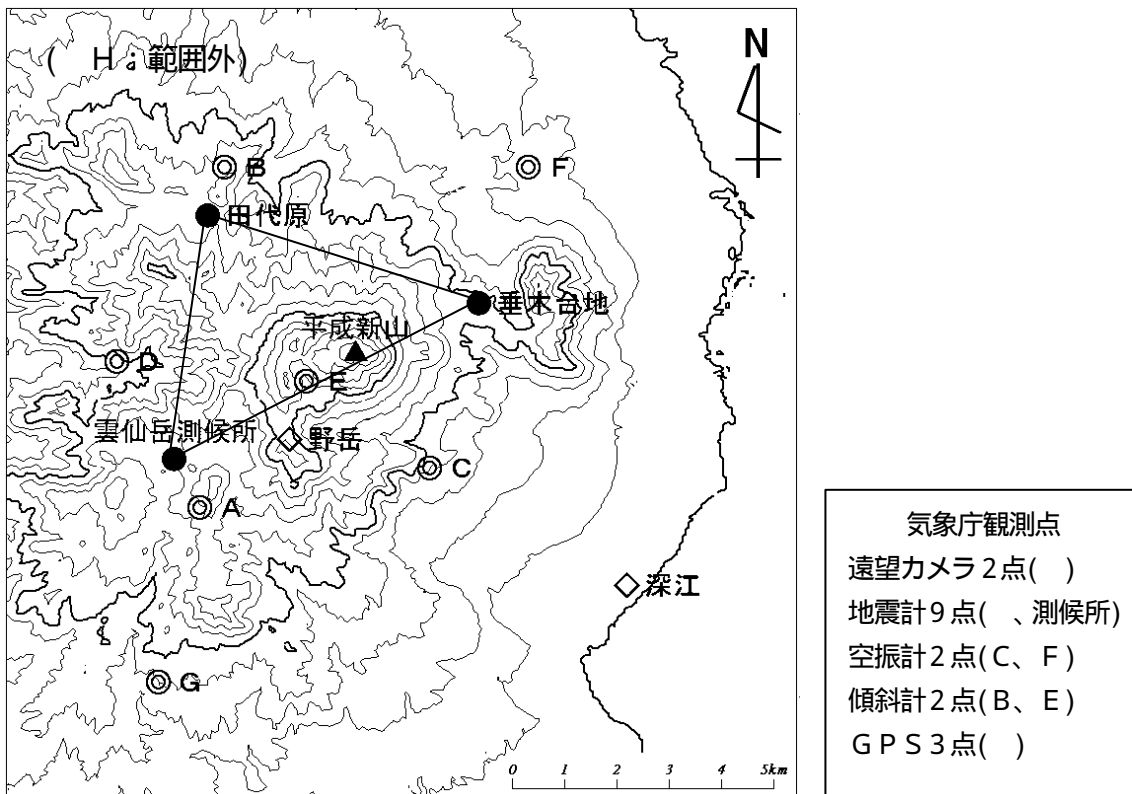 ( H；範囲外)
N
B
F
田代原
垂木台地
平成新山
D
E
雲仙岳測候所
野岳
C
A
深江
G
0 1 2 3 4 5km
気象庁観測点
遠望カメラ2点( )
地震計9点( 、測候所)
空振計2点(C、F)
傾斜計2点(B、E)
GPS3点( )